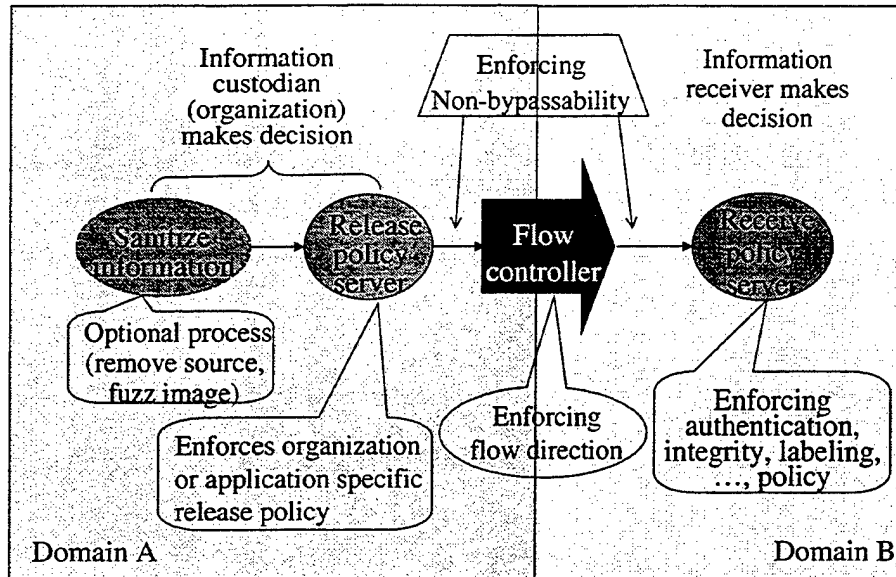 Information
custodian
(organization)
makes decision
Enforcing
Non-bypassability
Information
receiver makes
decision
Sanitize
information
Release
policy
server
Flow
controller
Receive
policy
server
Optional process
(remove source,
fuzz image)
Enforces organization
or application specific
release policy
Enforcing
flow direction
Enforcing
authentication,
integrity, labeling,
…, policy
Domain A
Domain B